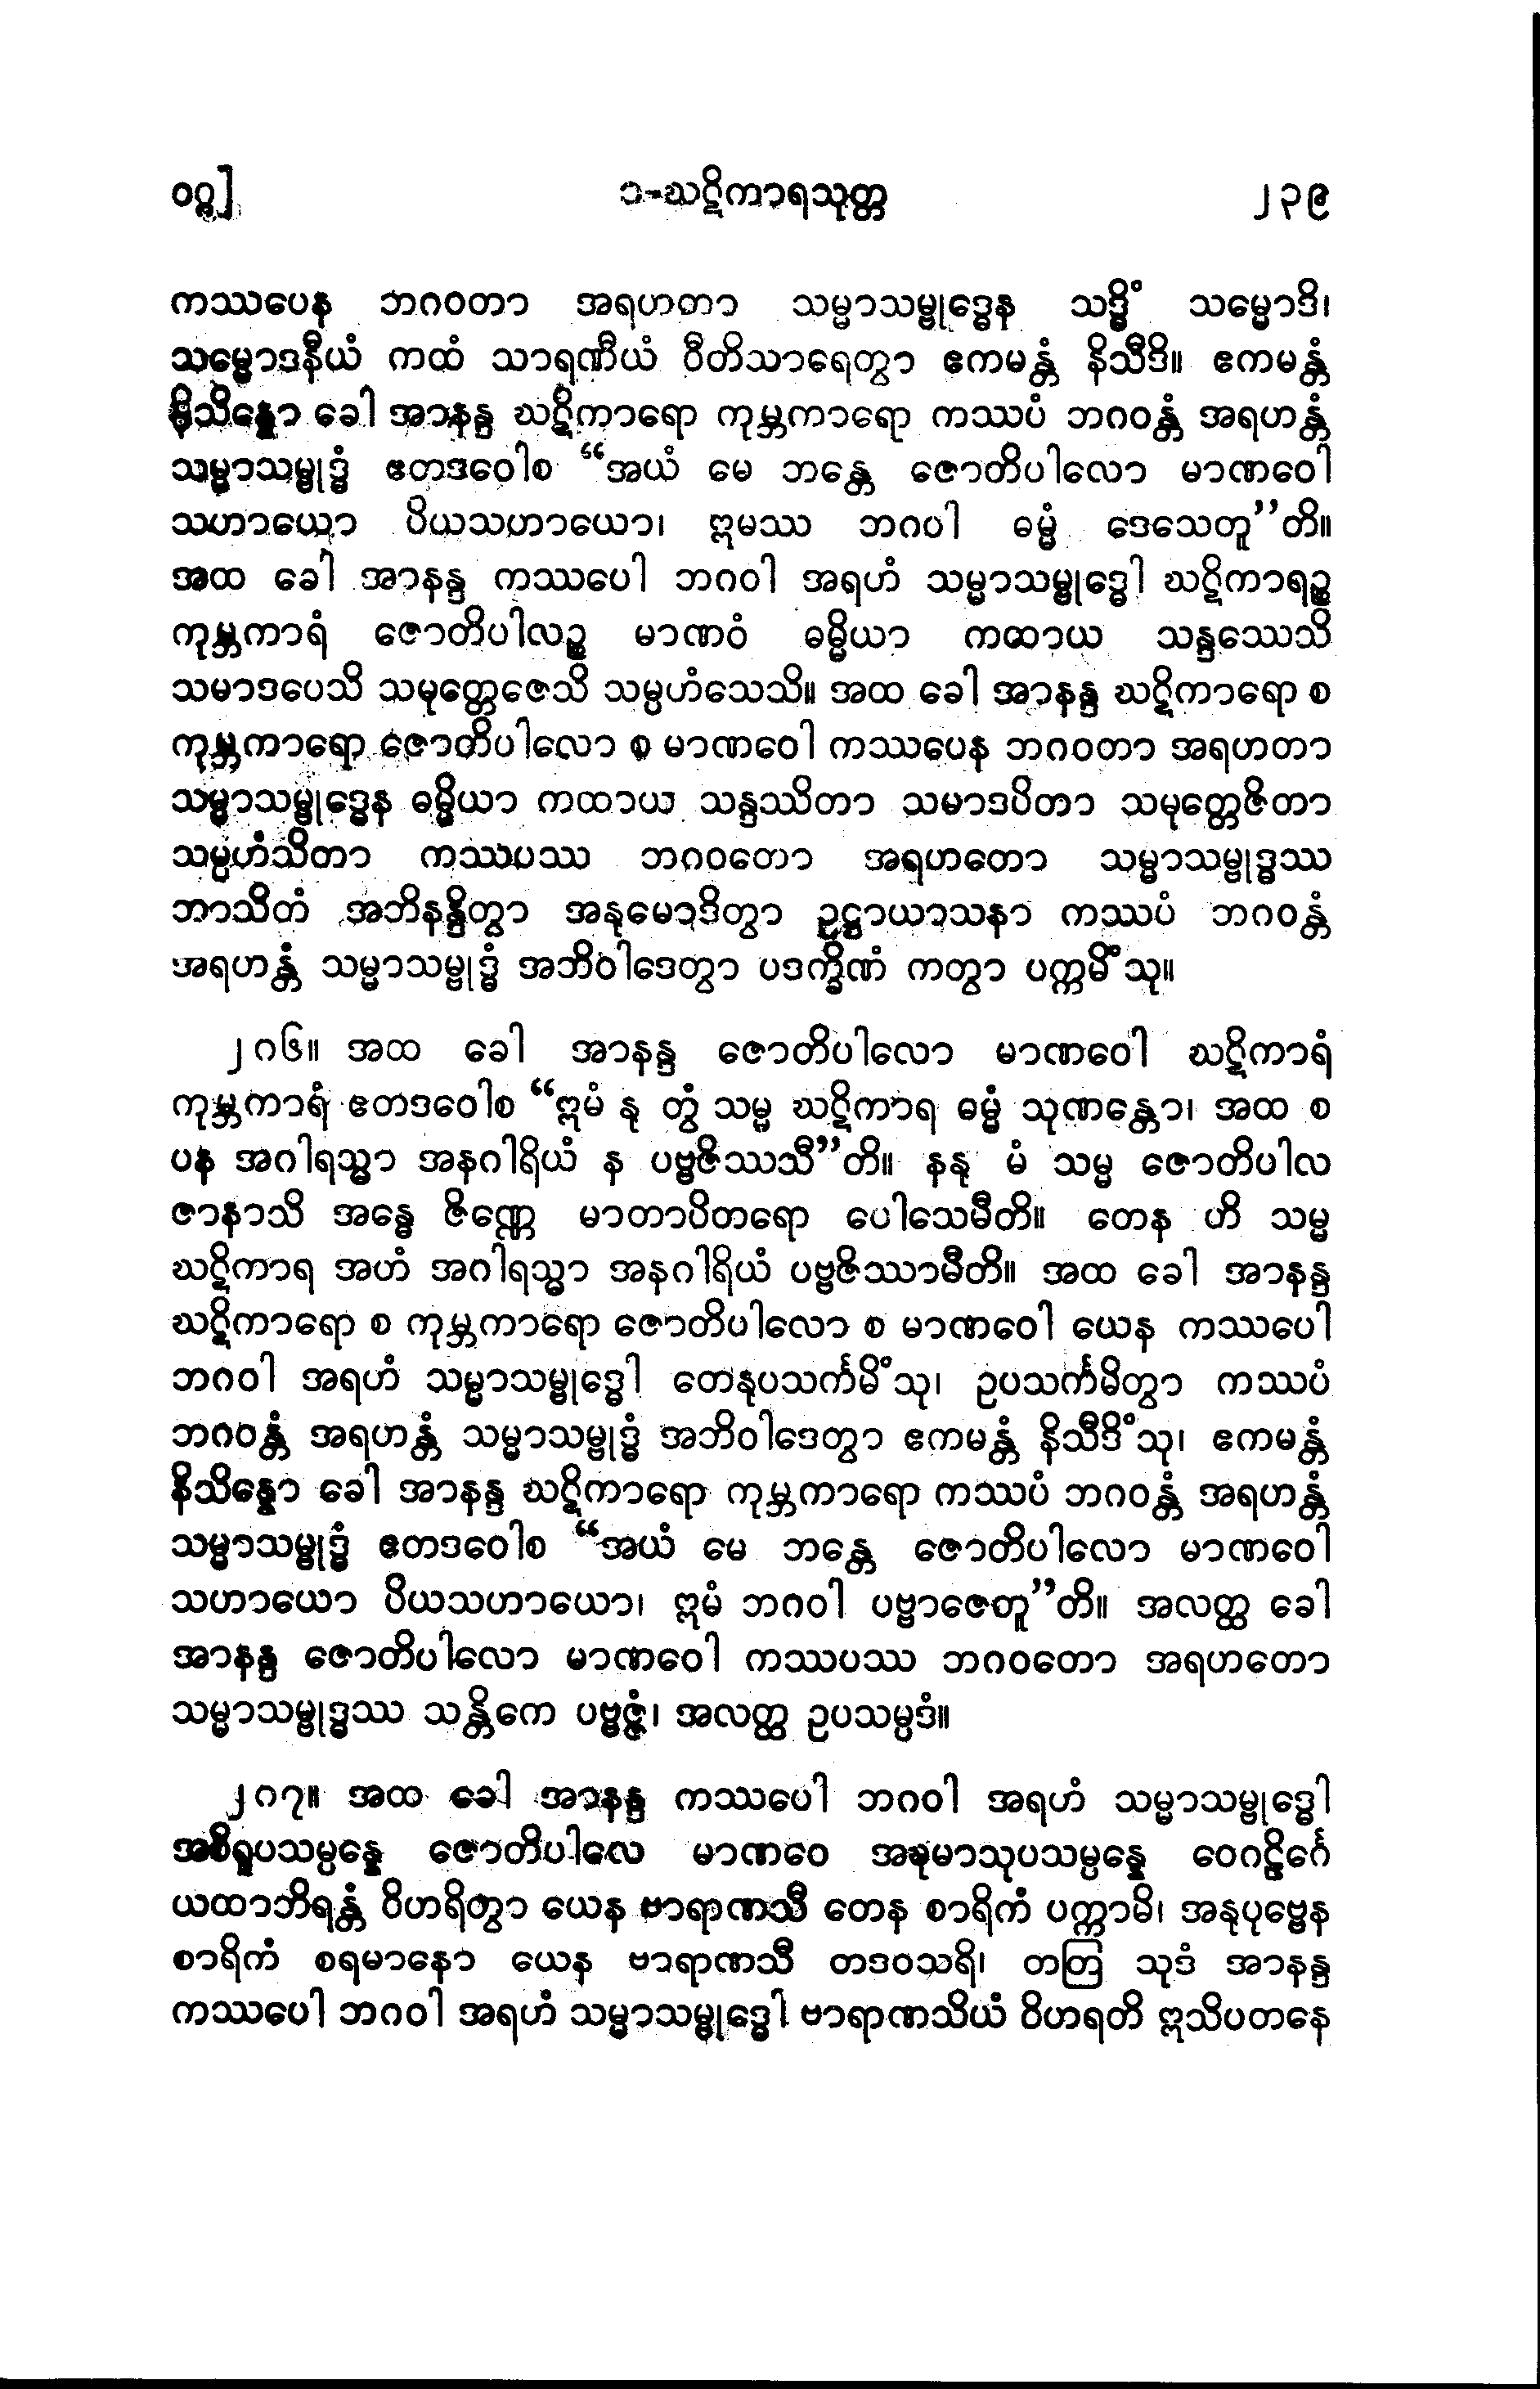 ၀၇]
၁-ဃဋိကာရသုတ္တ
၂၃၉
ကဿပေန ဘဂဝတာ အရဟတာ သမ္မာသမ္ဗုဒ္ဓေန သဒ္ဓိံ သမ္မောဒိ၊
သမ္မောဒနီယံ ကထံ သာရဏီယံ ဝီတိသာရေတွာ ဧကမန္တံ နိသီဒိ။ ဧကမန္တံ
နိသိန္နော ခေါ အာနန္ဒ ဃဋိကာရော ကုမ္ဘကာရော ကဿပံ ဘဂဝန္တံ အရဟန္တံ
သမ္မာသမ္ဗုဒ္ဓံ ဧတဒဝေါစ “အယံ မေ ဘန္တေ ဇောတိပါလော မာဏဝေါ
သဟာယော ပိယသဟာယော၊ ဣမဿ ဘဂဝါ ဓမ္မံ ဒေသေတူ”တိ။
အထ ခေါ အာနန္ဒ ကဿပေါ ဘဂဝါ အရဟံ သမ္မာသမ္ဗုဒ္ဓေါ ဃဋိကာရဉ္စ
ကုမ္ဘကာရံ ဇောတိပါလဉ္စ မာဏဝံ ဓမ္မိယာ ကထာယ သန္ဒဿေသိ
သမာဒပေသိ သမုတ္တေဇေသိ သမ္ပဟံသေသိ။ အထ ခေါ အာနန္ဒ ဃဋိကာရော စ
ကုမ္ဘကာရော ဇောတိပါလော စ မာဏဝေါ ကဿပေန ဘဂဝတာ အရဟတာ
သမ္မာသမ္ဗုဒ္ဓေန ဓမ္မိယာ ကထာယ သန္ဒဿိတာ သမာဒပိတာ သမုတ္တေဇိတာ
သမ္ပဟံသိတာ ကဿပဿ ဘဂဝတော အရဟတော သမ္မာသမ္ဗုဒ္ဓဿ
ဘာသိတံ အဘိနန္ဒိတွာ အနုမောဒိတွာ ဥဋ္ဌာယာသနာ ကဿပံ ဘဂဝန္တံ
အရဟန္တံ သမ္မာသမ္ဗုဒ္ဓံ အဘိဝါဒေတွာ ပဒက္ခိဏံ ကတွာ ပက္ကမိံသု။
၂၈၆။ အထ ခေါ အာနန္ဒ ဇောတိပါလော မာဏဝေါ ဃဋိကာရံ
ကုမ္ဘကာရံ ဧတဒဝေါစ “ဣမံ နု တွံ သမ္မ ဃဋိကာရ ဓမ္မံ သုဏန္တော၊ အထ စ
ပန အဂါရသ္မာ အနဂါရိယံ န ပဗ္ဗဇိဿသီ”တိ။ နနု မံ သမ္မ ဇောတိပါလ
ဇာနာသိ အန္ဓေ ဇိဏ္ဏေ မာတာပိတရော ပေါသေမီတိ။ တေန ဟိ သမ္မ
ဃဋိကာရ အဟံ အဂါရသ္မာ အနဂါရိယံ ပဗ္ဗဇိဿာမီတိ။ အထ ခေါ အာနန္ဒ
ဃဋိကာရော စ ကုမ္ဘကာရော ဇောတိပါလော စ မာဏဝေါ ယေန ကဿပေါ
ဘဂဝါ အရဟံ သမ္မာသမ္ဗုဒ္ဓေါ တေနုပသင်္ကမိံသု၊ ဥပသင်္ကမိတွာ ကဿပံ
ဘဂဝန္တံ အရဟန္တံ သမ္မာသမ္ဗုဒ္ဓံ အဘိဝါဒေတွာ ဧကမန္တံ နိသီဒိံသု၊ ဧကမန္တံ
နိသိန္နော ခေါ အာနန္ဒ ဃဋိကာရော ကုမ္ဘကာရော ကဿပံ ဘဂဝန္တံ အရဟန္တံ
သမ္မာသမ္ဗုဒ္ဓံ ဧတဒဝေါစ “အယံ မေ ဘန္တေ ဇောတိပါလော မာဏဝေါ
သဟာယော ပိယသဟာယော၊ ဣမံ ဘဂဝါ ပဗ္ဗာဇေတူ”တိ။ အလတ္ထ ခေါ
အာနန္ဒ ဇောတိပါလော မာဏဝေါ ကဿပဿ ဘဂဝတော အရဟတော
သမ္မာသမ္ဗုဒ္ဓဿ သန္တိကေ ပဗ္ဗဇ္ဇံ၊ အလတ္ထ ဥပသမ္ပဒံ။
၂၈၇။ အထ ခေါ အာနန္ဒ ကဿပေါ ဘဂဝါ အရဟံ သမ္မာသမ္ဗုဒ္ဓေါ
အစိရူပသမ္ပန္နေ ဇောတိပါလေ မာဏဝေ အဍ္ဎမာသုပသမ္ပန္နေ ဝေဂဠိင်္ဂေ
ယထာဘိရန္တံ ဝိဟရိတွာ ယေန ဗာရာဏသီ တေန စာရိကံ ပက္ကာမိ၊ အနုပုဗ္ဗေန
စာရိကံ စရမာနော ယေန ဗာရာဏသီ တဒဝသရိ၊ တတြ သုဒံ အာနန္ဒ
ကဿပေါ ဘဂဝါ အရဟံ သမ္မာသမ္ဗုဒ္ဓေါ ဗာရာဏသိယံ ဝိဟရတိ ဣသိပတနေ